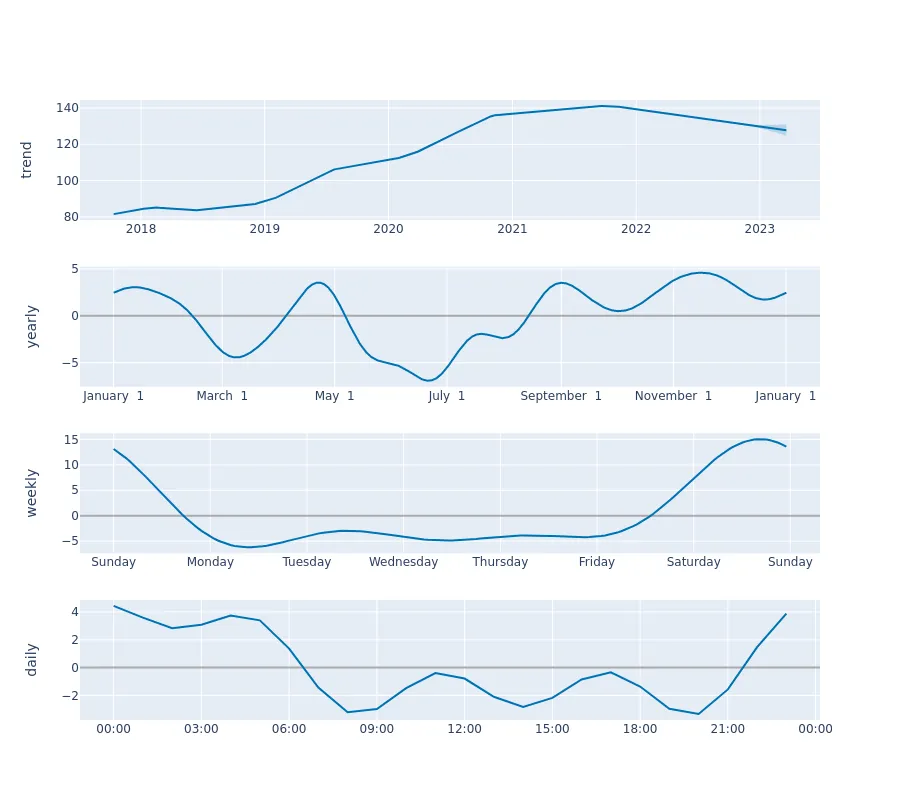 140
120
100
80
trend
2018 2019 2020 2021 2022 2023
5
0
−5
yearly
January 1 March 1 May 1 July 1 September 1 November 1 January 1
15
10
5
0
−5
weekly
Sunday Monday Tuesday Wednesday Thursday Friday Saturday Sunday
4
2
0
−2
daily
00:00 03:00 06:00 09:00 12:00 15:00 18:00 21:00 00:00